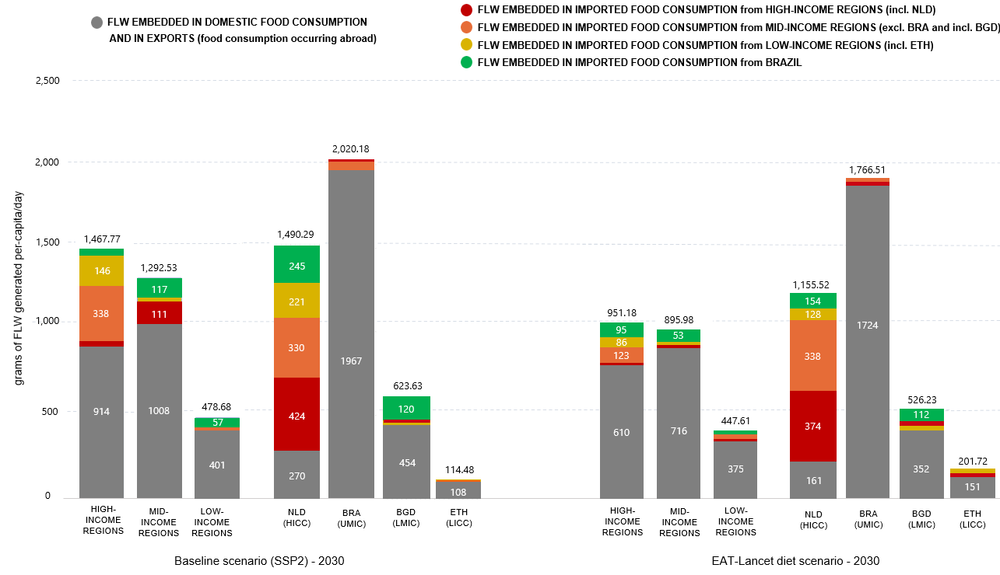 FLW EMBEDDED IN DOMESTIC FOOD CONSUMPTION
AND IN EXPORTS (food consumption occurring abroad)
FLW EMBEDDED IN IMPORTED FOOD CONSUMPTION from HIGH-INCOME REGIONS (incl. NLD)
FLW EMBEDDED IN IMPORTED FOOD CONSUMPTION from MID-INCOME REGIONS (excl. BRA and incl. BGD)
FLW EMBEDDED IN IMPORTED FOOD CONSUMPTION from LOW-INCOME REGIONS (incl. ETH)
FLW EMBEDDED IN IMPORTED FOOD CONSUMPTION from BRAZIL
grams of FLW generated per-capita/day
2,500
2,000
1,500
1,000
500
0
1,467.77
146
338
914
HIGH-
INCOME
REGIONS
1,292.53
117
111
1008
MID-
INCOME
REGIONS
478.68
57
401
LOW-
INCOME
REGIONS
1,490.29
245
221
330
424
270
NLD
(HICC)
2,020.18
1967
BRA
(UMIC)
623.63
120
454
BGD
(LMIC)
114.48
108
ETH
(LICC)
Baseline scenario (SSP2) - 2030
951.18
95
86
123
610
HIGH-
INCOME
REGIONS
895.98
53
716
MID-
INCOME
REGIONS
447.61
375
LOW-
INCOME
REGIONS
1,155.52
154
128
338
374
161
NLD
(HICC)
1,766.51
1724
BRA
(UMIC)
526.23
112
352
BGD
(LMIC)
201.72
151
ETH
(LICC)
EAT-Lancet diet scenario - 2030